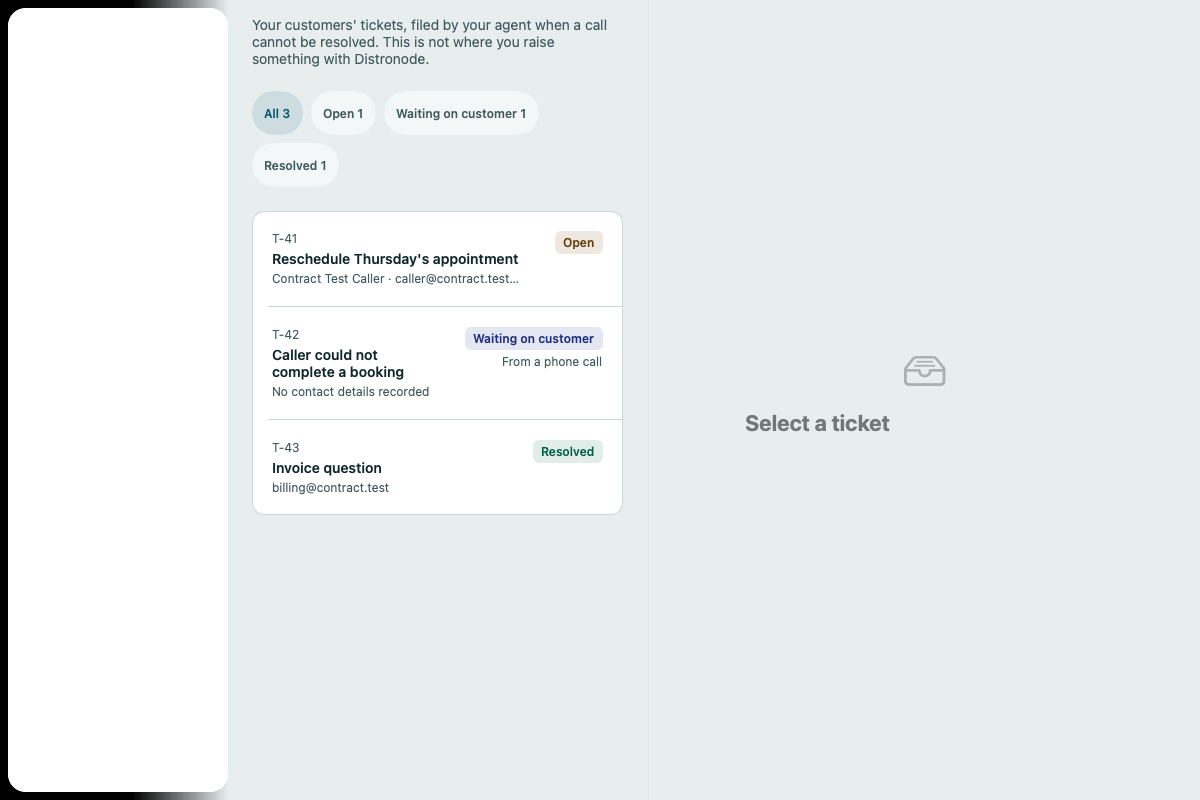 Your customers' tickets, filed by your agent when a call
cannot be resolved. This is not where you raise
something with Distronode.
All 3
Open 1
Waiting on customer 1
Resolved 1
T-41
Open
Reschedule Thursday's appointment
Contract Test Caller · caller@contract.test…
T-42
Waiting on customer
Caller could not
complete a booking
From a phone call
No contact details recorded
T-43
Resolved
Invoice question
billing@contract.test
Select a ticket